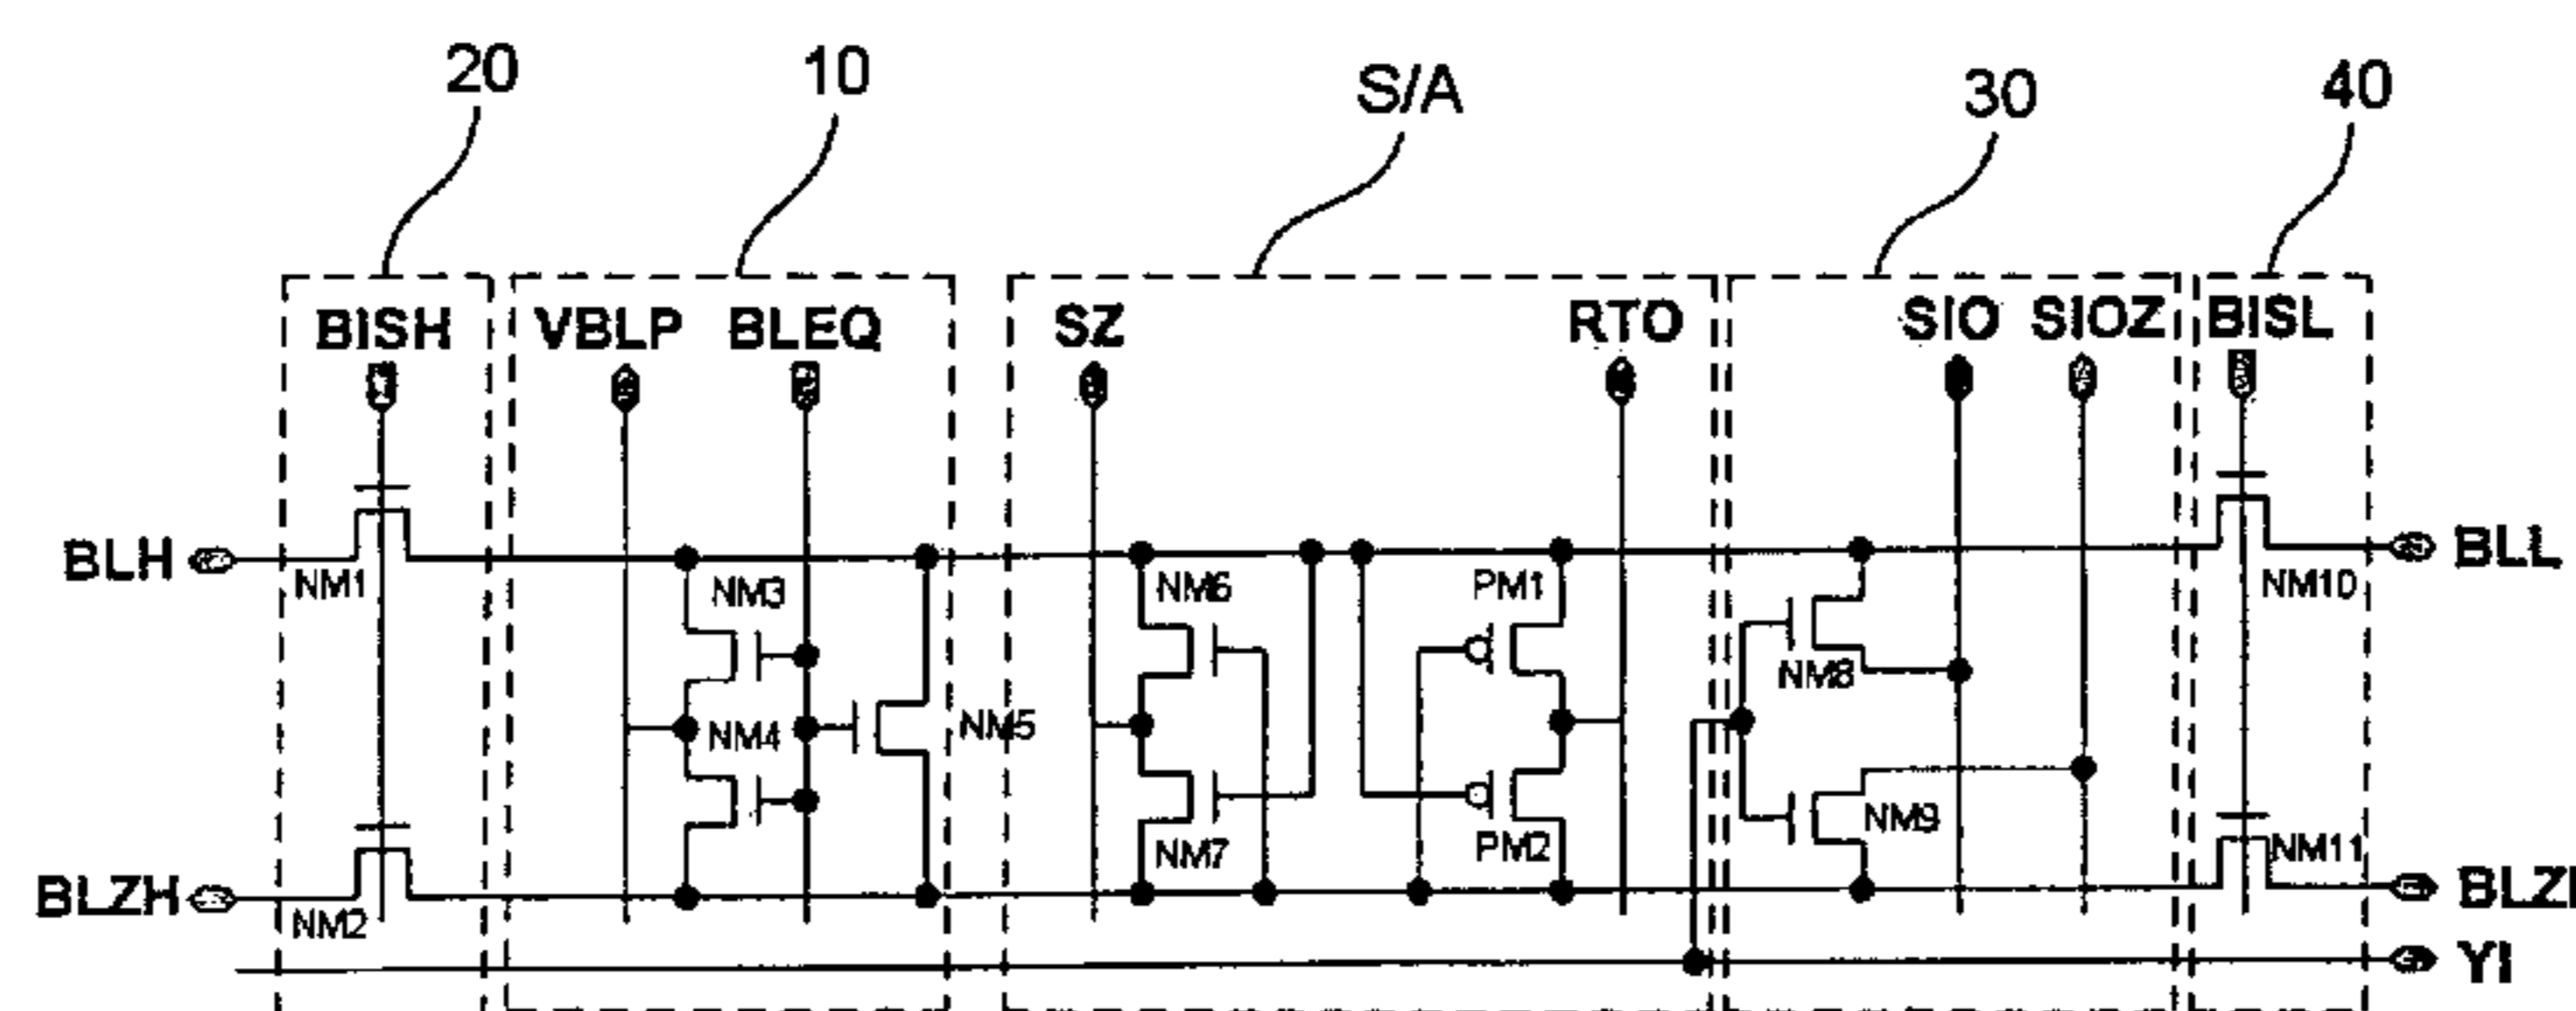 20 10 S/A 30 40
BISH VBLP BLEQ SZ RTO SIO SIOZ BISL
BLH BLL
NM1 NM3 NM6 PM1 NM10
NM8
NM4 NM5
NM9
NM7 PM2 NM11
BLZH
NM2
YI